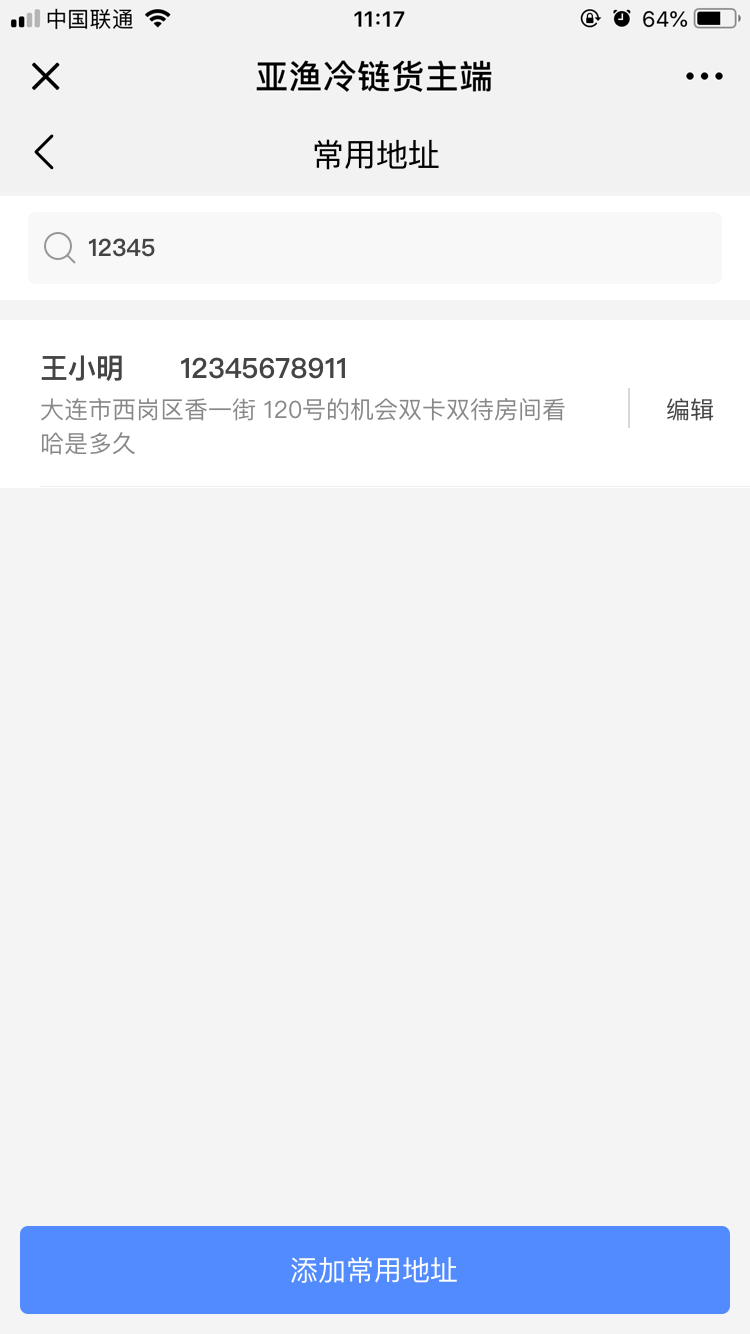 中国联通 11:17 64%
亚渔冷链货主端
常用地址
12345
王小明 12345678911
大连市西岗区香一街 120号的机会双卡双待房间看
哈是多久
编辑
添加常用地址